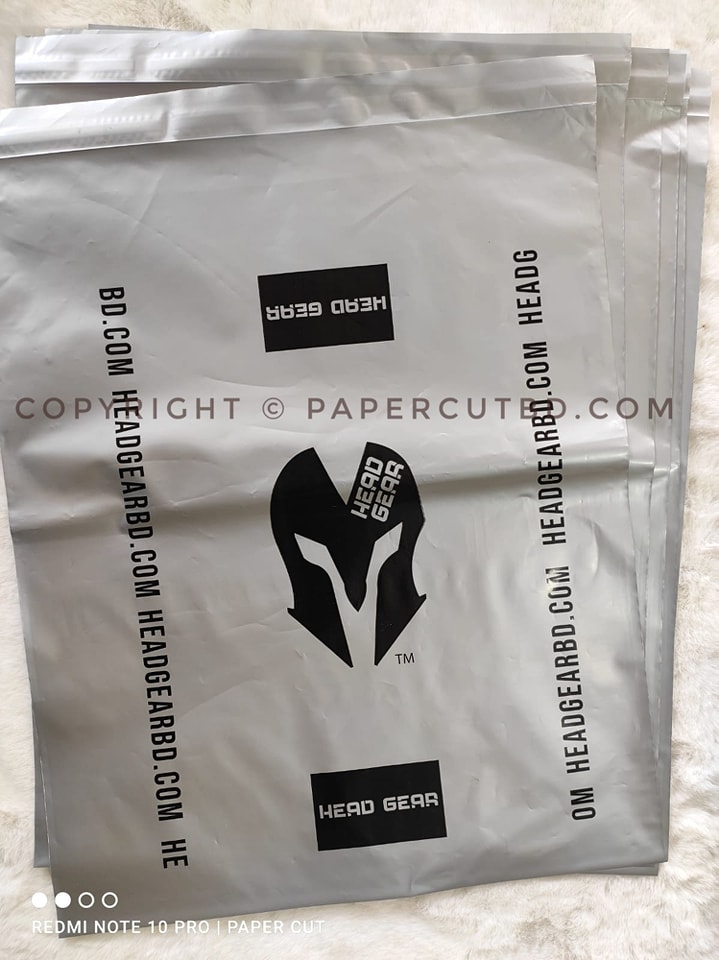 HEAD GEAR
BD.COM HEADGEARBD.COM HEADGEARBD.COM HE
OM HEADGEARBD.COM HEADGEARBD.COM HEADG
COPYRIGHT © PAPERCUTBD.COM
HEAD
GEAR
TM
HEAD GEAR
REDMI NOTE 10 PRO | PAPER CUT